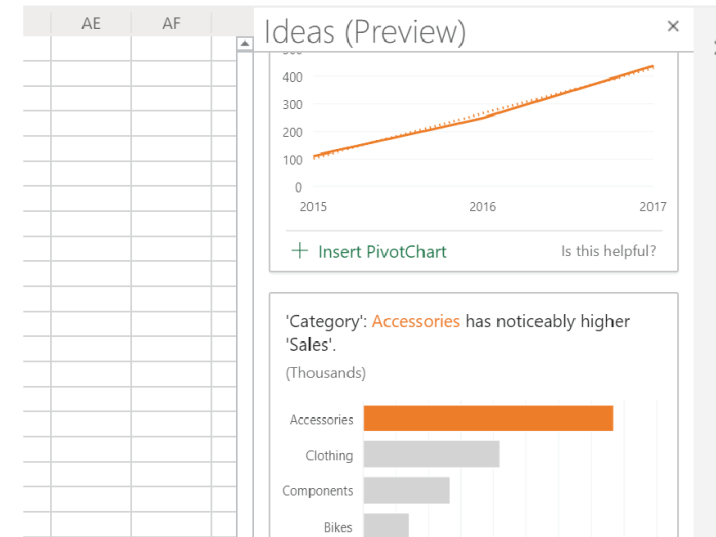 AE AF
Ideas (Preview)
400
300
200
100
0
2015 2016 2017
Insert PivotChart Is this helpful?
'Category': Accessories has noticeably higher
'Sales'.
(Thousands)
Accessories
Clothing
Components
Bikes